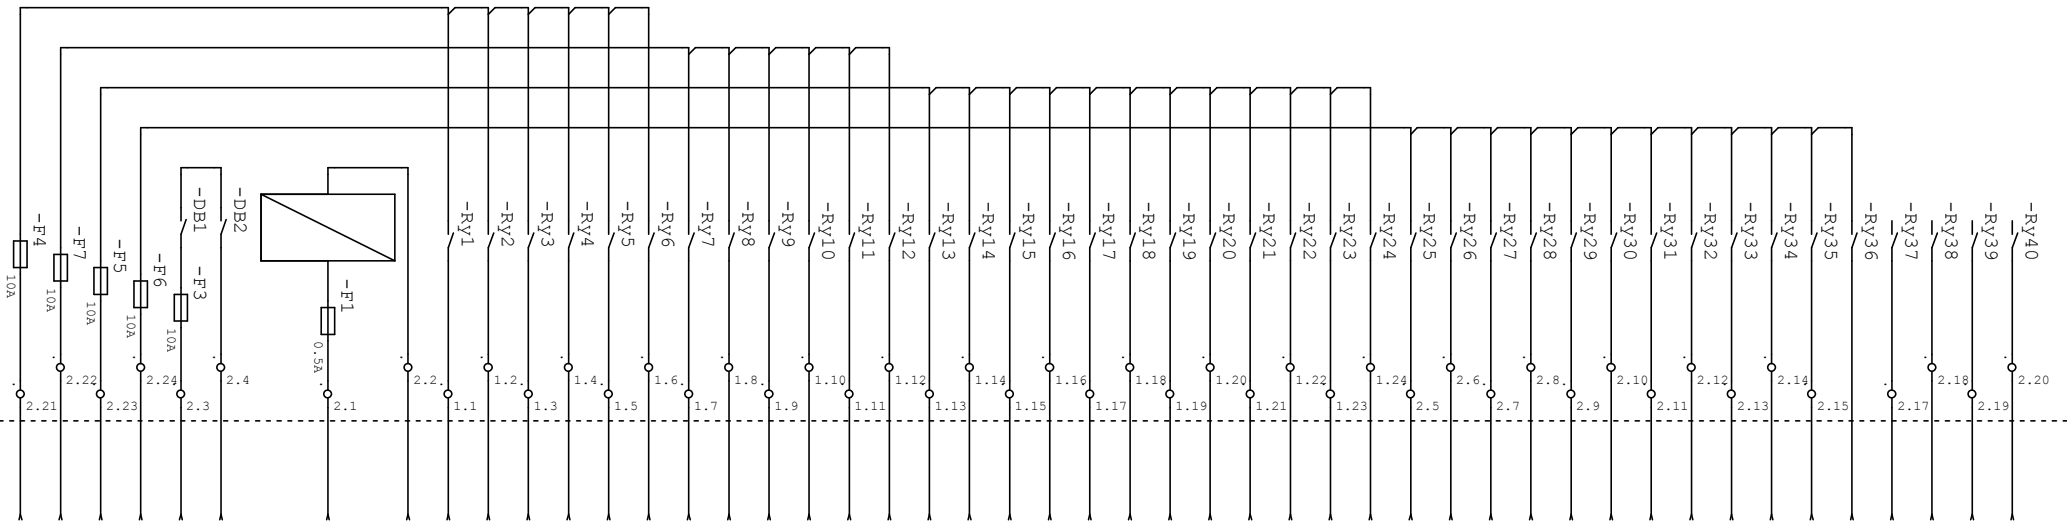 -F4
10A
-F7
10A
-F5
10A
-F6
10A
-DB1
-F3
10A
-DB2
-F1
0.5A
-Ry1
-Ry2
-Ry3
-Ry4
-Ry5
-Ry6
-Ry7
-Ry8
-Ry9
-Ry10
-Ry11
-Ry12
-Ry13
-Ry14
-Ry15
-Ry16
-Ry17
-Ry18
-Ry19
-Ry20
-Ry21
-Ry22
-Ry23
-Ry24
-Ry25
-Ry26
-Ry27
-Ry28
-Ry29
-Ry30
-Ry31
-Ry32
-Ry33
-Ry34
-Ry35
-Ry36
-Ry37
-Ry38
-Ry39
-Ry40
2.21
2.22
2.23
2.24
2.3
2.4
2.1
2.2
1.1
1.2
1.3
1.4
1.5
1.6
1.7
1.8
1.9
1.10
1.11
1.12
1.13
1.14
1.15
1.16
1.17
1.18
1.19
1.20
1.21
1.22
1.23
1.24
2.5
2.6
2.7
2.8
2.9
2.10
2.11
2.12
2.13
2.14
2.15
2.17
2.18
2.19
2.20